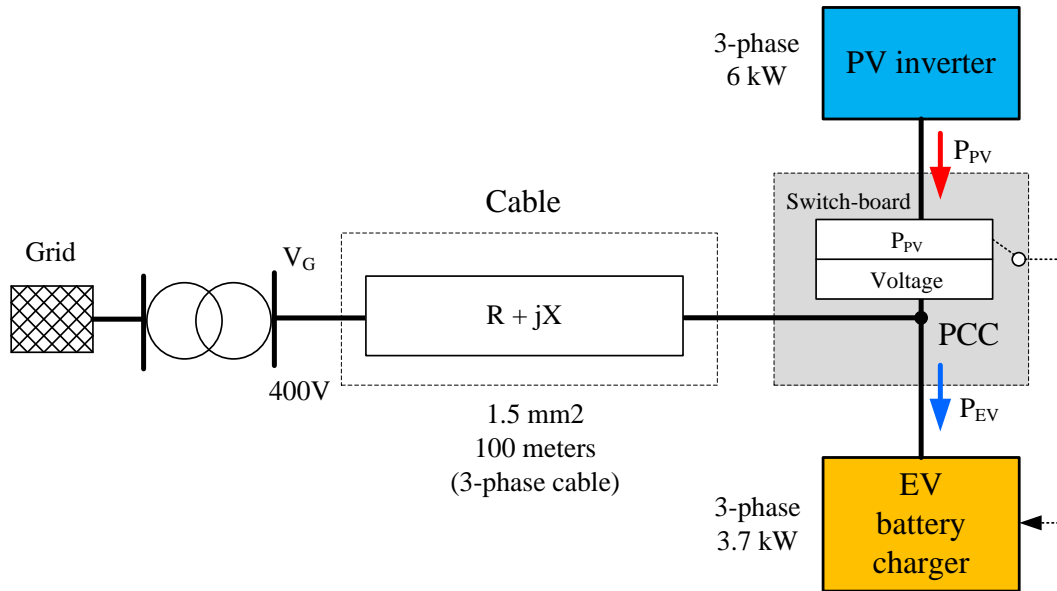 3-phase
6 kW
PV inverter
P_PV
Switch-board
P_PV
Voltage
PCC
Cable
Grid
V_G
R + jX
400V
1.5 mm2
100 meters
(3-phase cable)
P_EV
3-phase
3.7 kW
EV
battery
charger